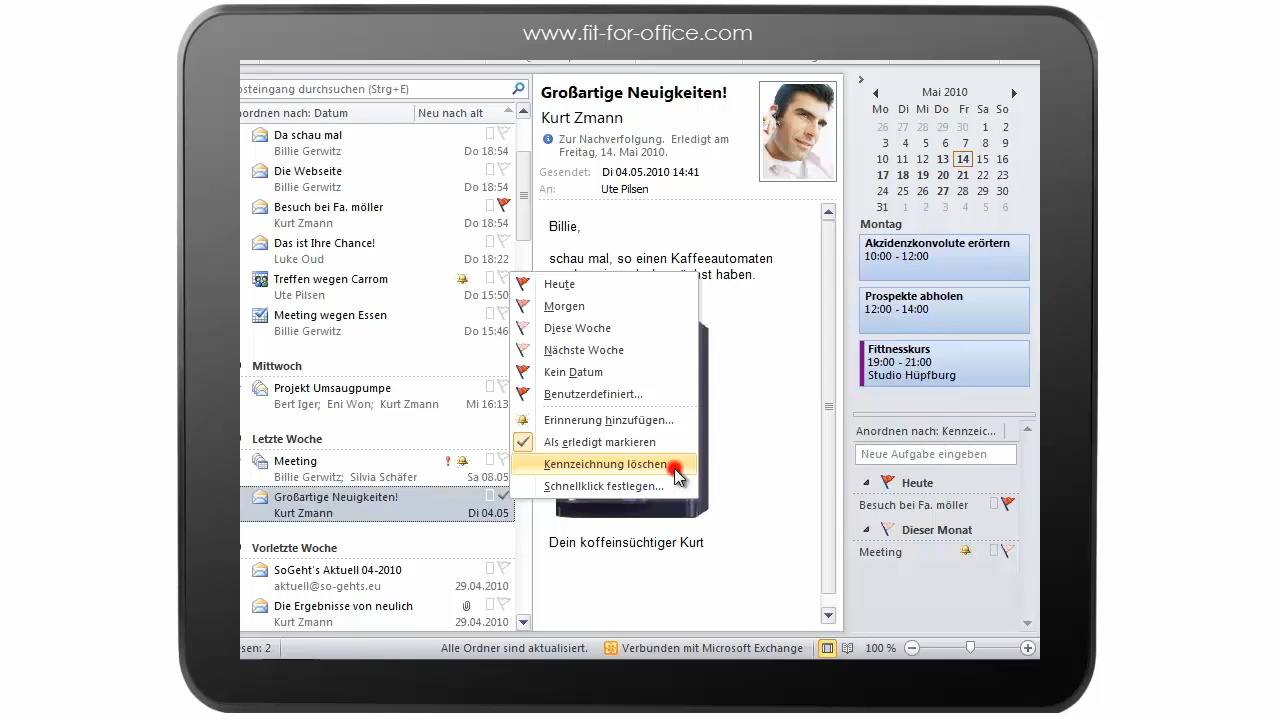 www.fit-for-office.com
steingang durchsuchen (Strg+E)
ordnen nach: Datum Neu nach alt
Da schau mal
Billie Gerwitz Do 18:54
Die Webseite
Billie Gerwitz Do 18:54
Besuch bei Fa. möller
Kurt Zmann Do 18:54
Das ist Ihre Chance!
Luke Oud Do 18:22
Treffen wegen Carrom
Ute Pilsen Do 15:50
Meeting wegen Essen
Billie Gerwitz Do 15:46
Mittwoch
Projekt Umsaugpumpe
Bert Iger; Eni Won; Kurt Zmann Mi 16:13
Letzte Woche
Meeting
Billie Gerwitz; Silvia Schäfer Sa 08.05
Großartige Neuigkeiten!
Kurt Zmann Di 04.05
Vorletzte Woche
SoGeht's Aktuell 04-2010
aktuell@so-gehts.eu 29.04.2010
Die Ergebnisse von neulich
Kurt Zmann 29.04.2010
Großartige Neuigkeiten!
Kurt Zmann
Zur Nachverfolgung. Erledigt am
Freitag, 14. Mai 2010.
Gesendet: Di 04.05.2010 14:41
An: Ute Pilsen
Billie,
schau mal, so einen Kaffeeautomaten
haben.
Heute
Morgen
Diese Woche
Nächste Woche
Kein Datum
Benutzerdefiniert...
Erinnerung hinzufügen...
Als erledigt markieren
Kennzeichnung löschen
Schnellklick festlegen...
Dein koffeinsüchtiger Kurt
Mai 2010
Mo Di Mi Do Fr Sa So
26 27 28 29 30 1 2
3 4 5 6 7 8 9
10 11 12 13 14 15 16
17 18 19 20 21 22 23
24 25 26 27 28 29 30
31 1 2 3 4 5 6
Montag
Akzidenzkonvolute erörtern
10:00 - 12:00
Prospekte abholen
12:00 - 14:00
Fittnesskurs
19:00 - 21:00
Studio Hüpfburg
Anordnen nach: Kennzeic...
Neue Aufgabe eingeben
Heute
Besuch bei Fa. möller
Dieser Monat
Meeting
esen: 2 Alle Ordner sind aktualisiert. Verbunden mit Microsoft Exchange 100 %